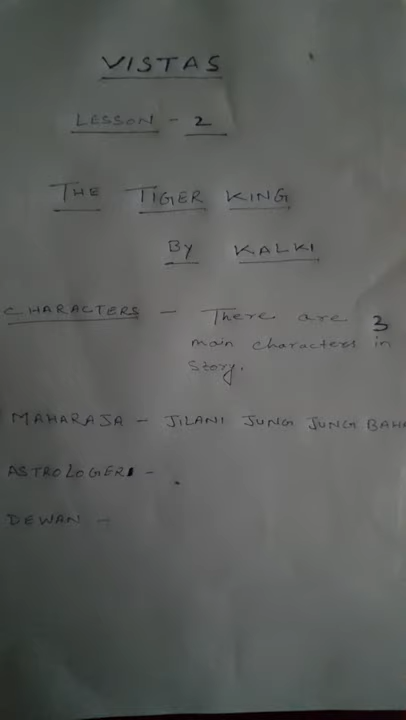 VISTAS
LESSON - 2
THE TIGER KING
By KALKI
CHARACTERS - There are 3
main characters in
story.
MAHARAJA - JILANI JUNG JUNG BAHA
ASTROLOGER -
DEWAN -